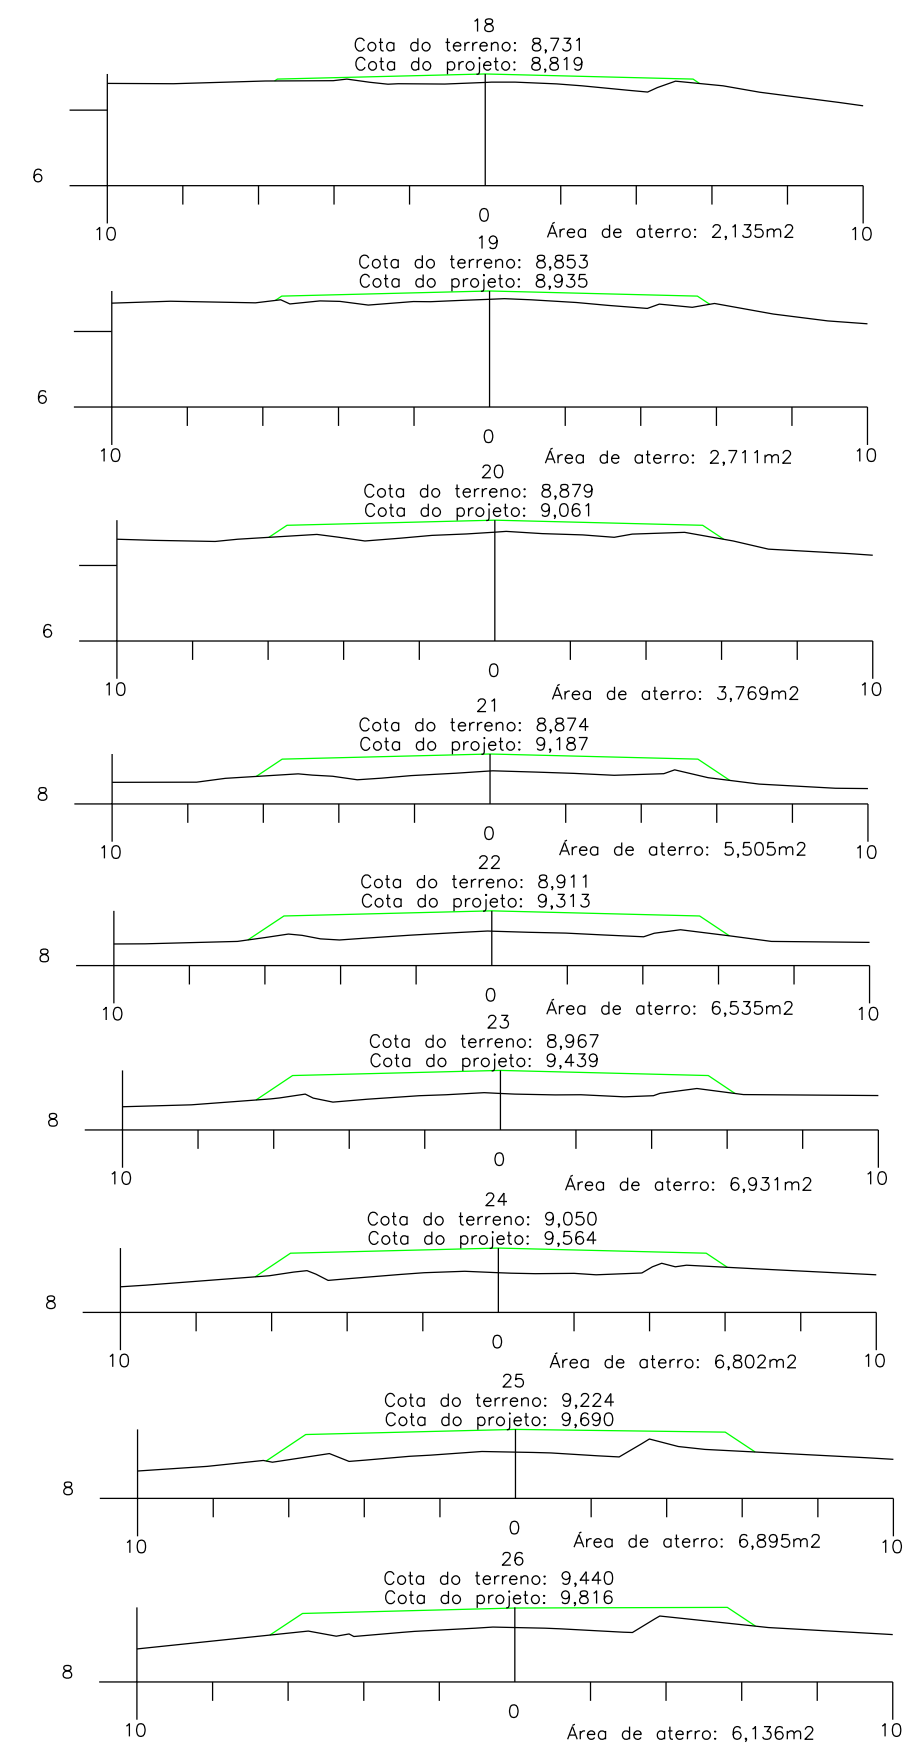 18
Cota do terreno: 8,731
Cota do projeto: 8,819
6
0
10
10
Área de aterro: 2,135m2
19
Cota do terreno: 8,853
Cota do projeto: 8,935
6
0
10
10
Área de aterro: 2,711m2
20
Cota do terreno: 8,879
Cota do projeto: 9,061
6
0
10
10
Área de aterro: 3,769m2
21
Cota do terreno: 8,874
Cota do projeto: 9,187
8
0
10
10
Área de aterro: 5,505m2
22
Cota do terreno: 8,911
Cota do projeto: 9,313
8
0
10
10
Área de aterro: 6,535m2
23
Cota do terreno: 8,967
Cota do projeto: 9,439
8
0
10
10
Área de aterro: 6,931m2
24
Cota do terreno: 9,050
Cota do projeto: 9,564
8
0
10
10
Área de aterro: 6,802m2
25
Cota do terreno: 9,224
Cota do projeto: 9,690
8
0
10
10
Área de aterro: 6,895m2
26
Cota do terreno: 9,440
Cota do projeto: 9,816
8
0
10
10
Área de aterro: 6,136m2